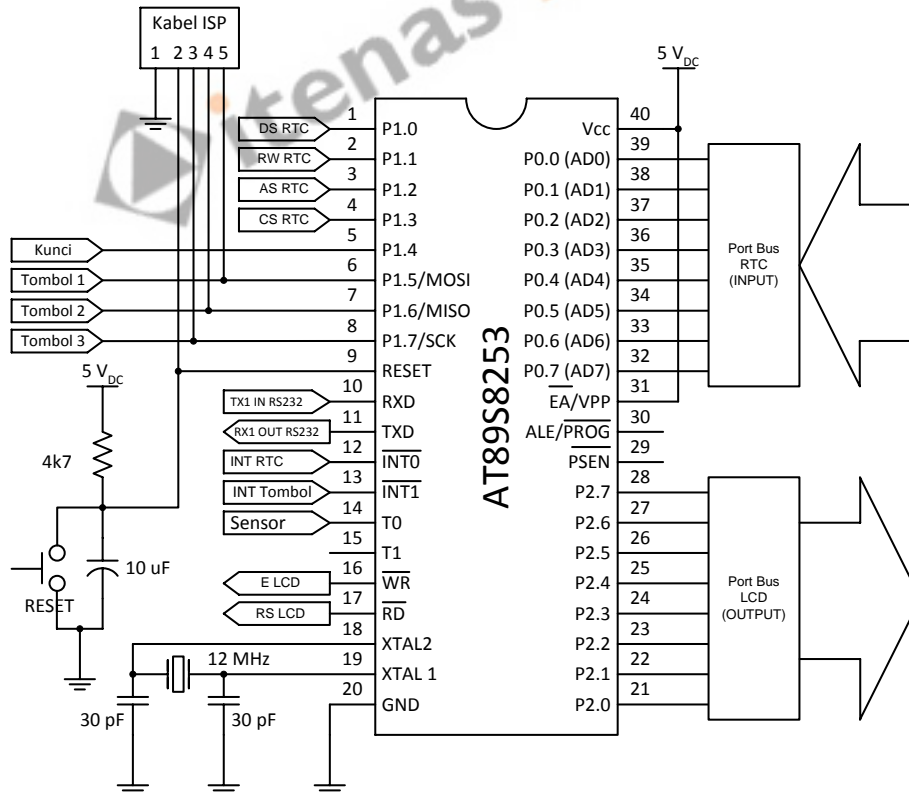 itenas
Kabel ISP
1 2 3 4 5
5 VDC
DS RTC
RW RTC
AS RTC
CS RTC
Kunci
Tombol 1
Tombol 2
Tombol 3
5 VDC
4k7
10 uF
RESET
TX1 IN RS232
RX1 OUT RS232
INT RTC
INT Tombol
Sensor
E LCD
RS LCD
12 MHz
30 pF
30 pF
1
2
3
4
5
6
7
8
9
10
11
12
13
14
15
16
17
18
19
20
P1.0
P1.1
P1.2
P1.3
P1.4
P1.5/MOSI
P1.6/MISO
P1.7/SCK
RESET
RXD
TXD
INT0
INT1
T0
T1
WR
RD
XTAL2
XTAL 1
GND
AT89S8253
Vcc
P0.0 (AD0)
P0.1 (AD1)
P0.2 (AD2)
P0.3 (AD3)
P0.4 (AD4)
P0.5 (AD5)
P0.6 (AD6)
P0.7 (AD7)
EA/VPP
ALE/PROG
PSEN
P2.7
P2.6
P2.5
P2.4
P2.3
P2.2
P2.1
P2.0
40
39
38
37
36
35
34
33
32
31
30
29
28
27
26
25
24
23
22
21
Port Bus
RTC
(INPUT)
Port Bus
LCD
(OUTPUT)